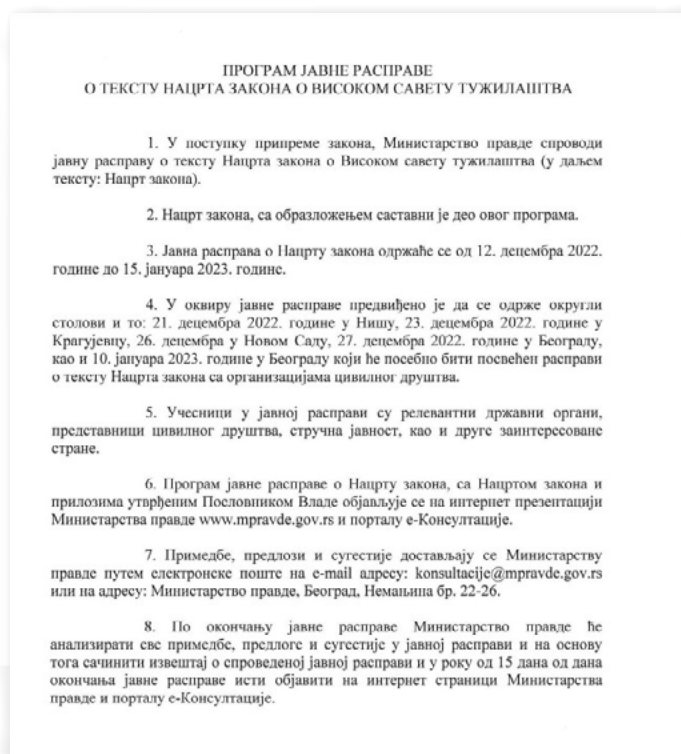 ПРОГРАМ ЈАВНЕ РАСПРАВЕ
О ТЕКСТУ НАЦРТА ЗАКОНА О ВИСОКОМ САВЕТУ ТУЖИЛАШТВА
1. У поступку припреме закона, Министарство правде спроводи
јавну расправу о тексту Нацрта закона о Високом савету тужилаштва (у даљем
тексту: Нацрт закона).
2. Нацрт закона, са образложењем саставни је део овог програма.
3. Јавна расправа о Нацрту закона одржаће се од 12. децембра 2022.
године до 15. јануара 2023. године.
4. У оквиру јавне расправе предвиђено је да се одрже округли
столови и то: 21. децембра 2022. године у Нишу, 23. децембра 2022. године у
Крагујевцу, 26. децембра у Новом Саду, 27. децембра 2022. године у Београду,
као и 10. јануара 2023. године у Београду који ће посебно бити посвећен расправи
о тексту Нацрта закона са организацијама цивилног друштва.
5. Учесници у јавној расправи су релевантни државни органи,
представници цивилног друштва, стручна јавност, као и друге заинтересоване
стране.
6. Програм јавне расправе о Нацрту закона, са Нацртом закона и
прилозима утврђеним Пословником Владе објављује се на интернет презентацији
Министарства правде www.mpravde.gov.rs и порталу е-Консултације.
7. Примедбе, предлози и сугестије достављају се Министарству
правде путем електронске поште на e-mail адресу: konsultacije@mpravde.gov.rs
или на адресу: Министарство правде, Београд, Немањина бр. 22-26.
8. По окончању јавне расправе Министарство правде ће
анализирати све примедбе, предлоге и сугестије у јавној расправи и на основу
тога сачинити извештај о спроведеној јавној расправи и у року од 15 дана од дана
окончања јавне расправе исти објавити на интернет страници Министарства
правде и порталу е-Консултације.